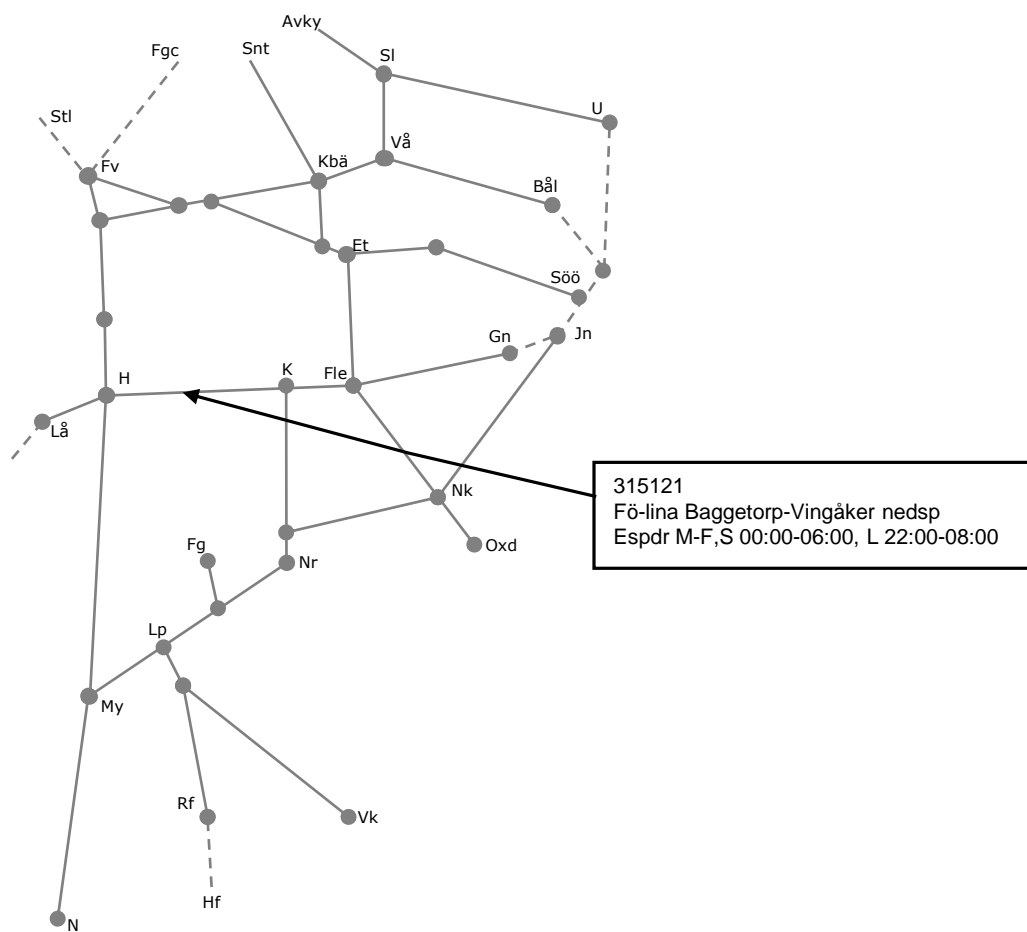 Avky
Snt
Fgc
Sl
U
Stl
Vå
Kbä
Fv
Bål
Et
Söö
Jn
Gn
H
K
Fle
Lå
315121
Fö-lina Baggetorp-Vingåker nedsp
Espdr M-F,S 00:00-06:00, L 22:00-08:00
Nk
Fg
Oxd
Nr
Lp
My
Rf
Vk
Hf
N